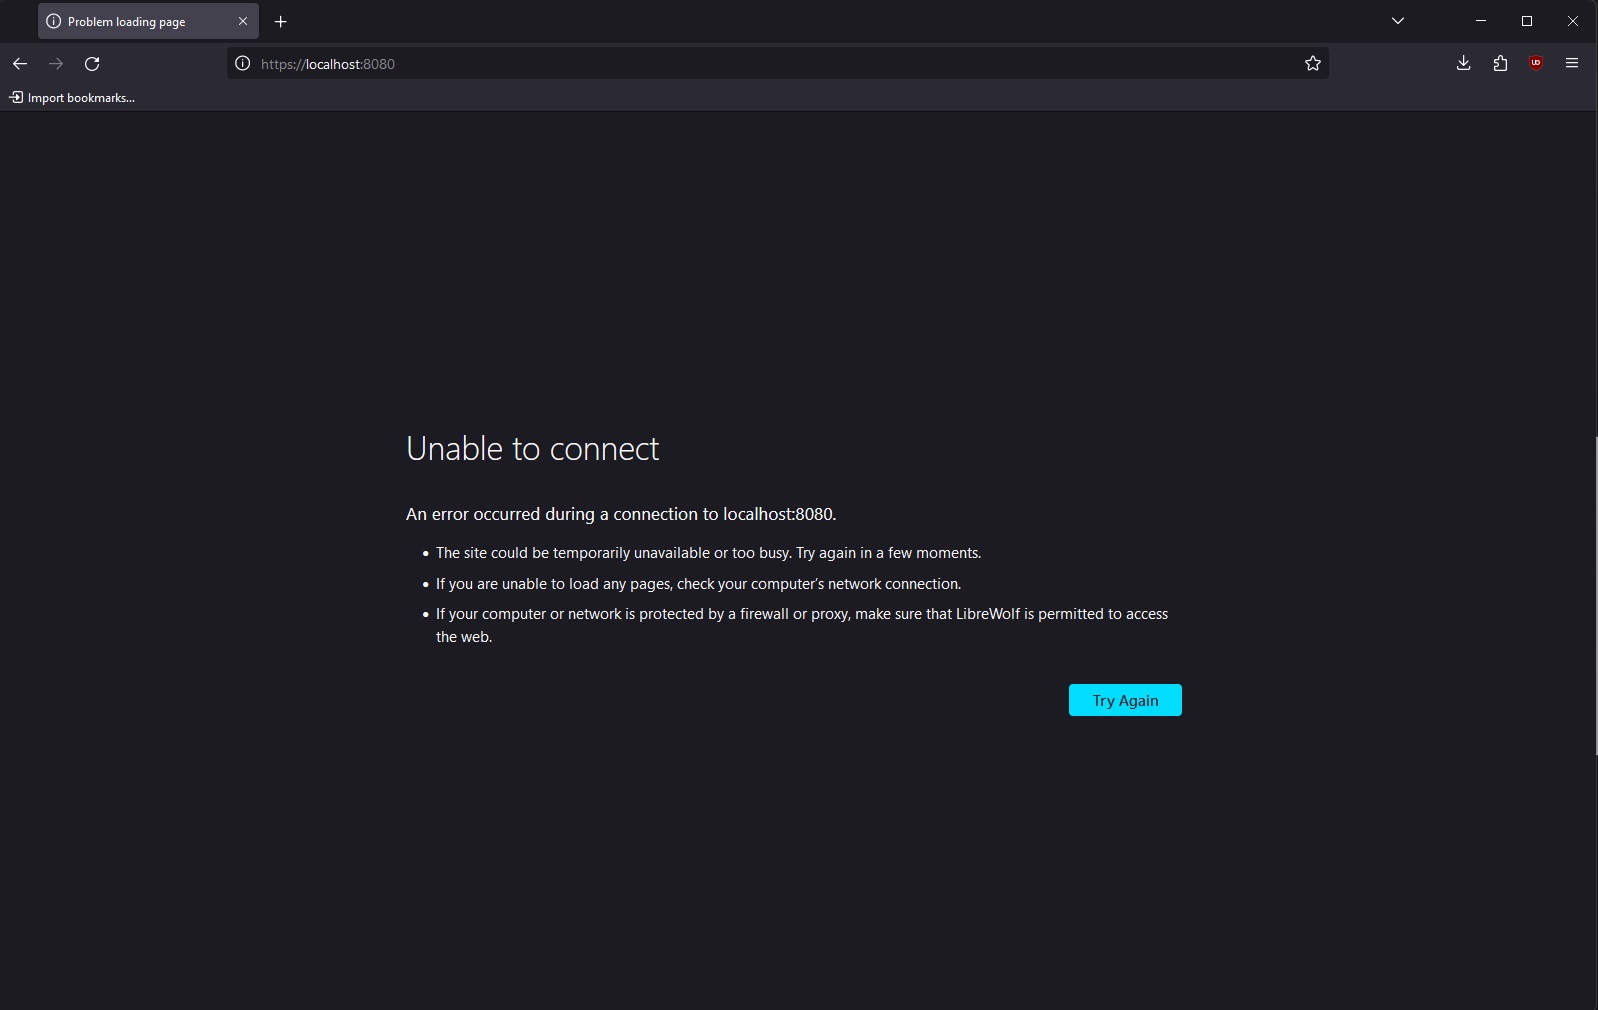 Problem loading page
https://localhost:8080
Import bookmarks...
Unable to connect
An error occurred during a connection to localhost:8080.
• The site could be temporarily unavailable or too busy. Try again in a few moments.
• If you are unable to load any pages, check your computer’s network connection.
• If your computer or network is protected by a firewall or proxy, make sure that LibreWolf is permitted to access
the web.
Try Again